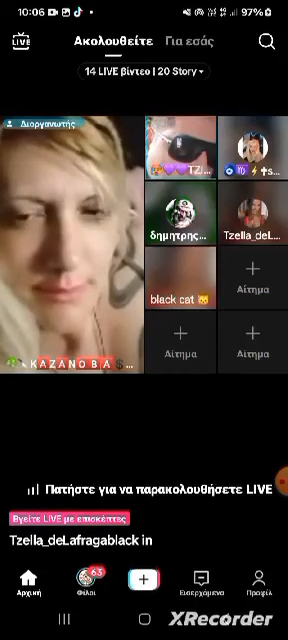 10:06
97%
LIVE
Ακολουθείτε Για εσάς
14 LIVE βίντεο | 20 Story
Διοργανωτής
TZI...
δημητρης...
Tzella_deL...
black cat
Αίτημα
Αίτημα
Αίτημα
KAZANOBA $ ...
Πατήστε για να παρακολουθήσετε LIVE
Βγείτε LIVE με επισκέπτες
Tzella_deLafragablack in
63
Αρχική
Φίλοι
Εισερχόμενα
Προφίλ
XRecorder